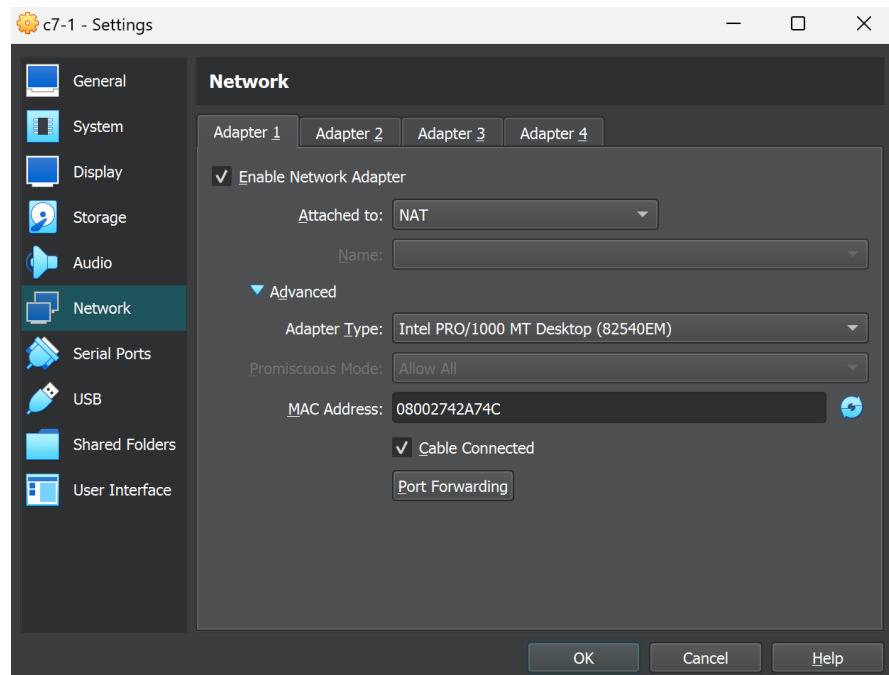 c7-1 - Settings
General
System
Display
Storage
Audio
Network
Serial Ports
USB
Shared Folders
User Interface
Network
Adapter 1 Adapter 2 Adapter 3 Adapter 4
Enable Network Adapter
Attached to: NAT
Name:
Advanced
Adapter Type: Intel PRO/1000 MT Desktop (82540EM)
Promiscuous Mode: Allow All
MAC Address: 08002742A74C
Cable Connected
Port Forwarding
OK Cancel Help